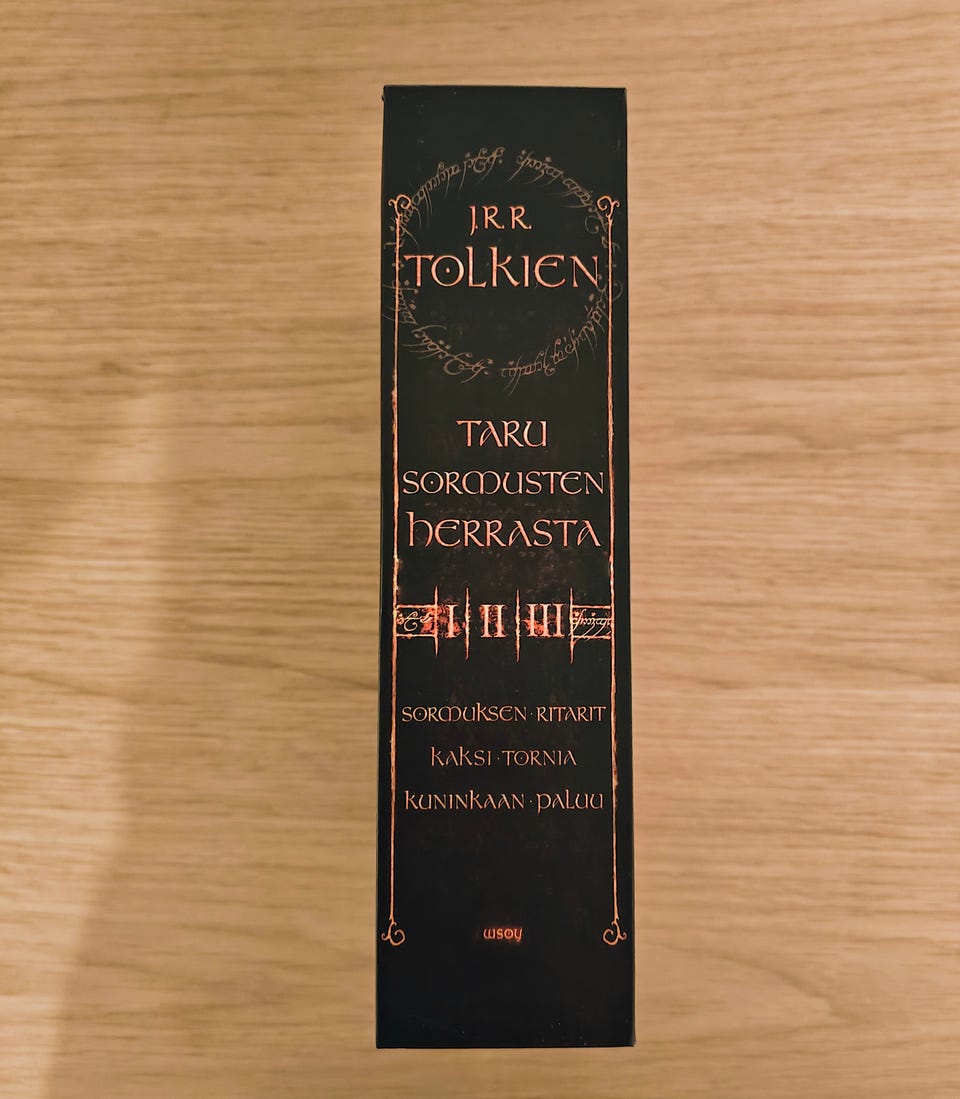 J.R.R.
TOLKIEN
TARU
SORMUSTEN
HERRASTA
I II III
SORMUKSEN · RITARIT
KAKSI · TORNIA
KUNINKAAN · PALUU
WSOY